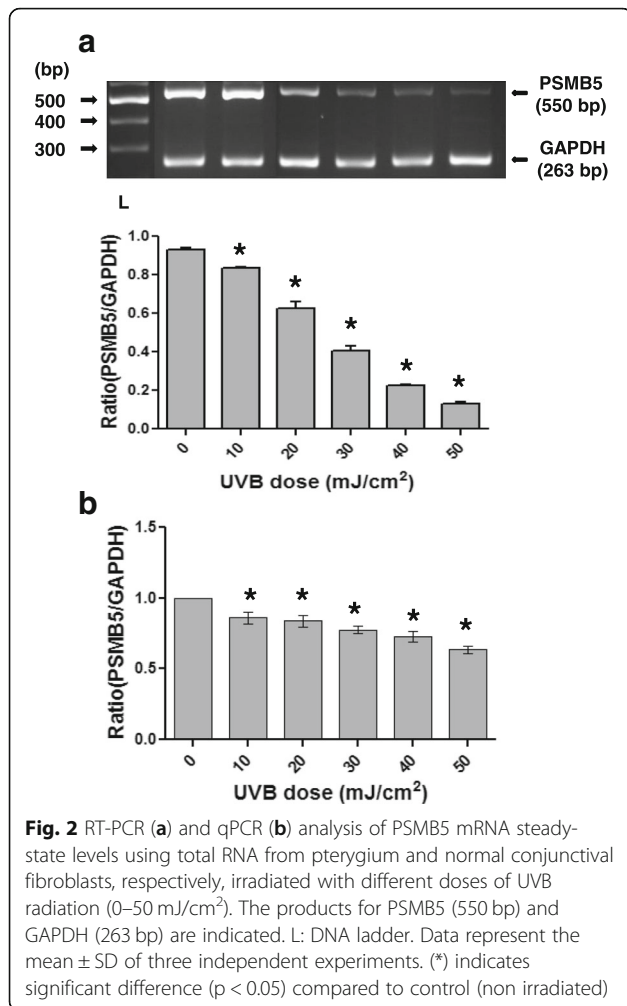 a
(bp)
500
400
300
PSMB5
(550 bp)
GAPDH
(263 bp)
L
Ratio(PSMB5/GAPDH)
1.0
0.8
0.6
0.4
0.2
0.0
* * * * *
0 10 20 30 40 50
UVB dose (mJ/cm²)
b
Ratio(PSMB5/GAPDH)
1.5
1.0
0.5
0.0
* * * * *
0 10 20 30 40 50
UVB dose (mJ/cm²)
Fig. 2 RT-PCR (a) and qPCR (b) analysis of PSMB5 mRNA steady-
state levels using total RNA from pterygium and normal conjunctival
fibroblasts, respectively, irradiated with different doses of UVB
radiation (0–50 mJ/cm²). The products for PSMB5 (550 bp) and
GAPDH (263 bp) are indicated. L: DNA ladder. Data represent the
mean ± SD of three independent experiments. (*) indicates
significant difference (p < 0.05) compared to control (non irradiated)